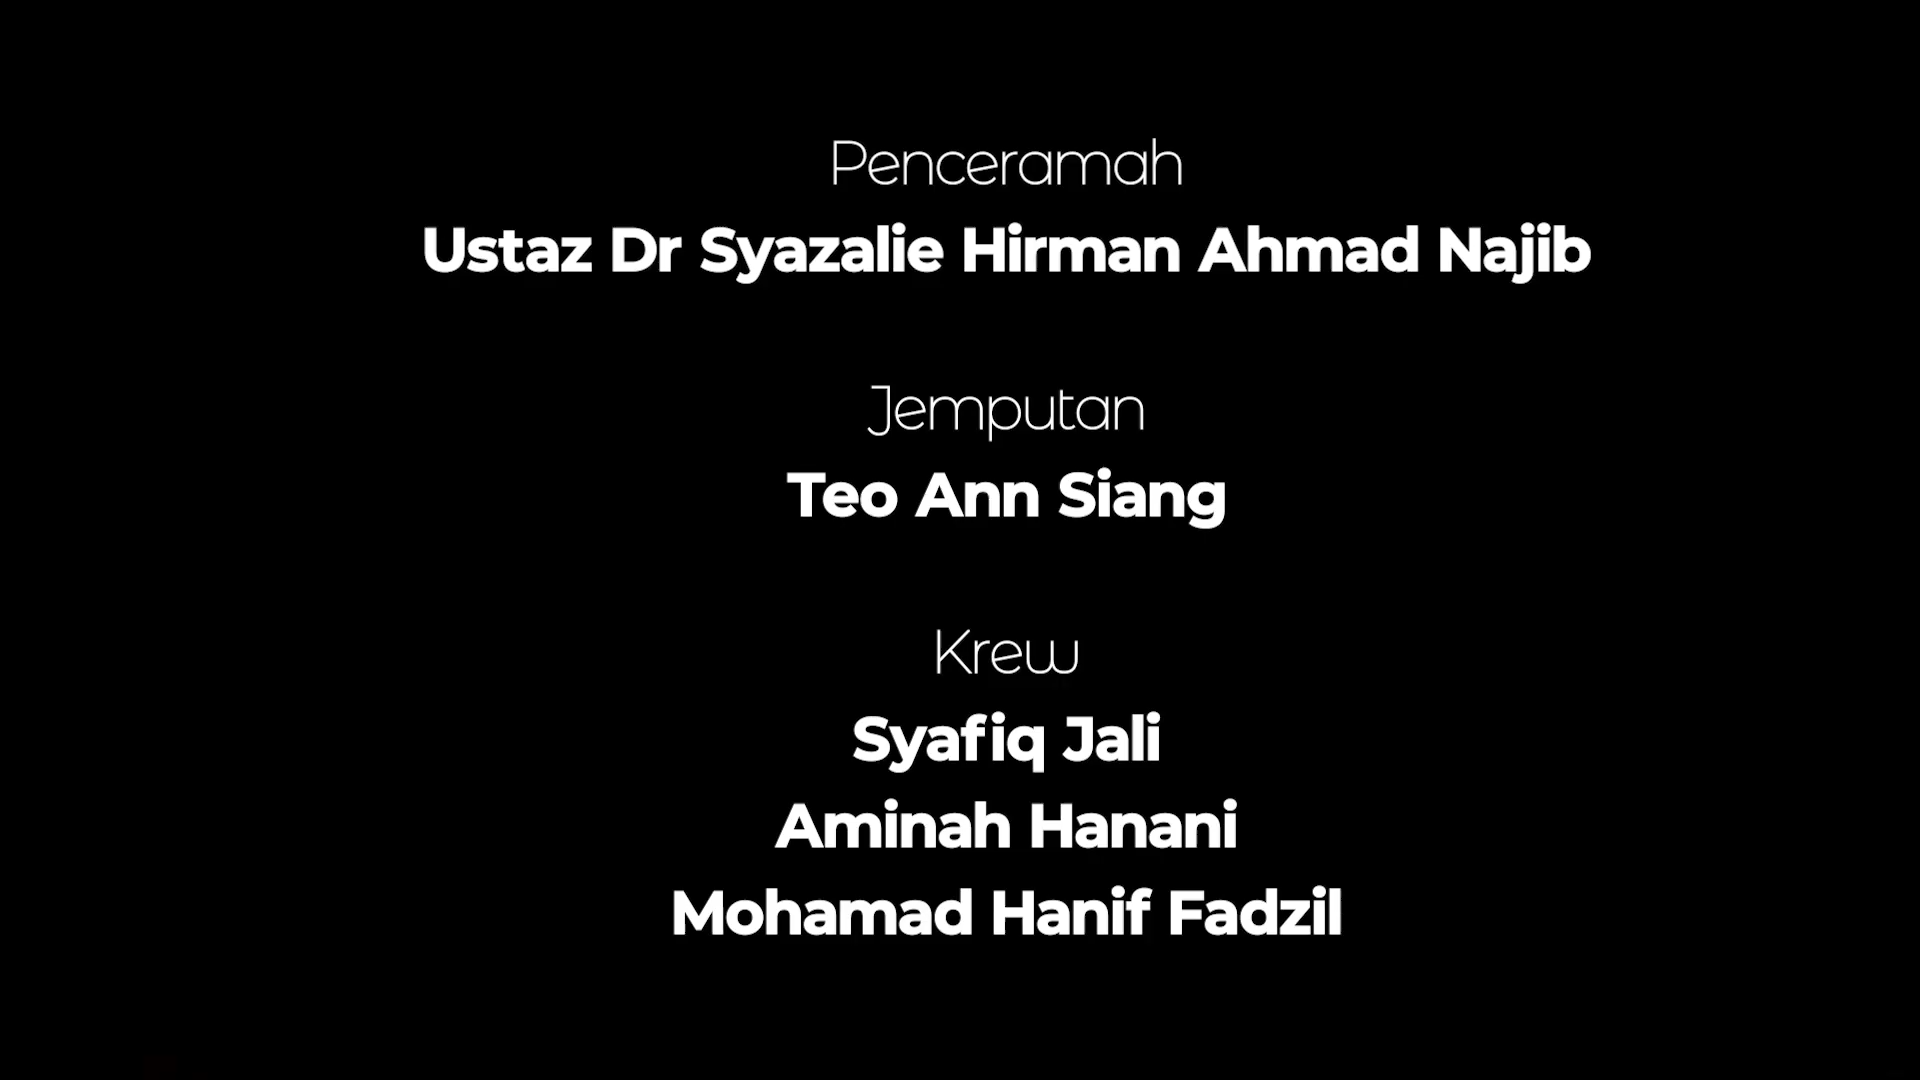 Penceramah
Ustaz Dr Syazalie Hirman Ahmad Najib
Jemputan
Teo Ann Siang
Krew
Syafiq Jali
Aminah Hanani
Mohamad Hanif Fadzil